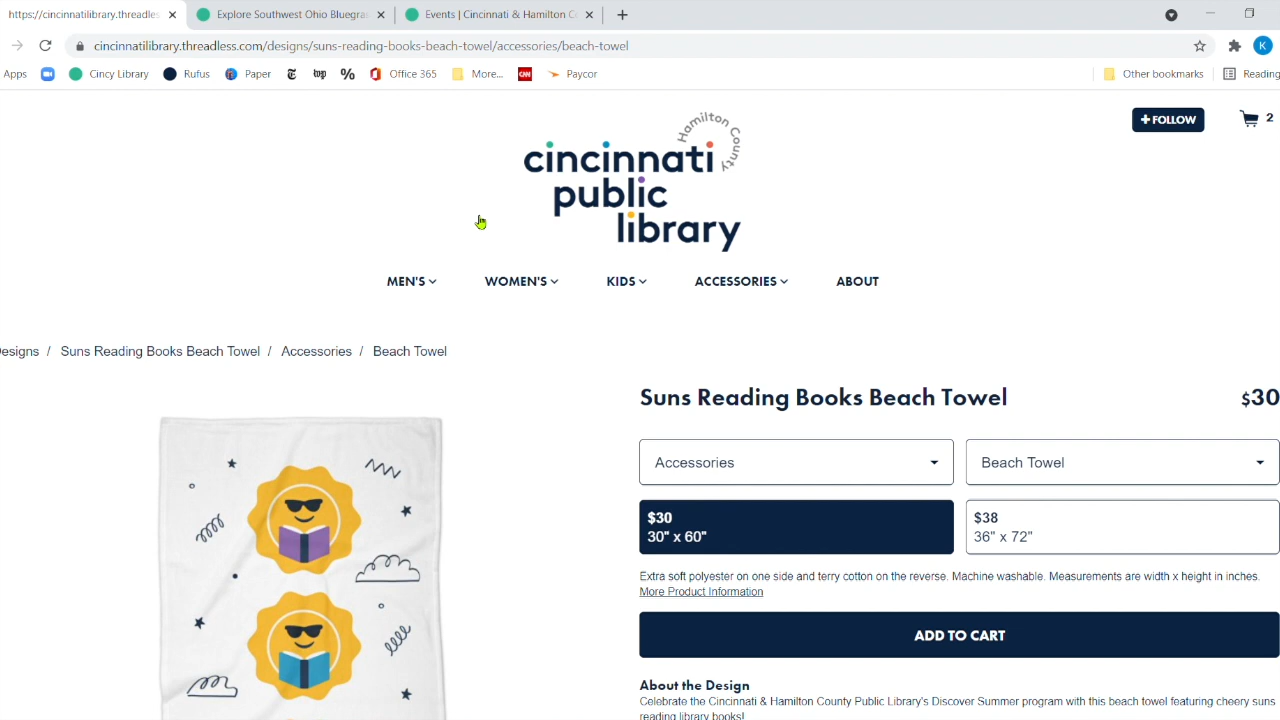 https://cincinnatilibrary.threadles
Explore Southwest Ohio Bluegra
Events | Cincinnati & Hamilton C
cincinnatilibrary.threadless.com/designs/suns-reading-books-beach-towel/accessories/beach-towel
K
Apps
Cincy Library
Rufus
Paper
top
%
Office 365
More...
CNN
Paycor
Other bookmarks
Reading
Hamilton County
cincinnati
public
library
+ FOLLOW
2
MEN'S
WOMEN'S
KIDS
ACCESSORIES
ABOUT
esigns / Suns Reading Books Beach Towel / Accessories / Beach Towel
Suns Reading Books Beach Towel
$30
Accessories
Beach Towel
$30
30" x 60"
$38
36" x 72"
Extra soft polyester on one side and terry cotton on the reverse. Machine washable. Measurements are width x height in inches.
More Product Information
ADD TO CART
About the Design
Celebrate the Cincinnati & Hamilton County Public Library's Discover Summer program with this beach towel featuring cheery suns
reading library books!